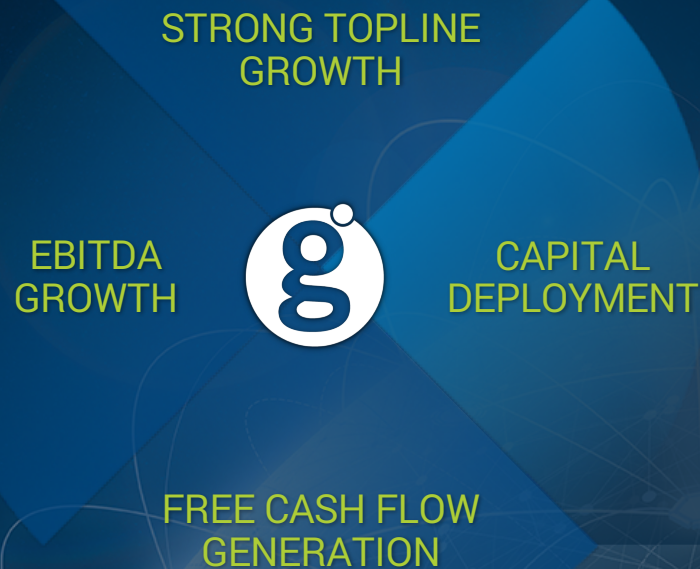 STRONG TOPLINE
GROWTH
EBITDA
GROWTH
g
CAPITAL
DEPLOYMENT
FREE CASH FLOW
GENERATION